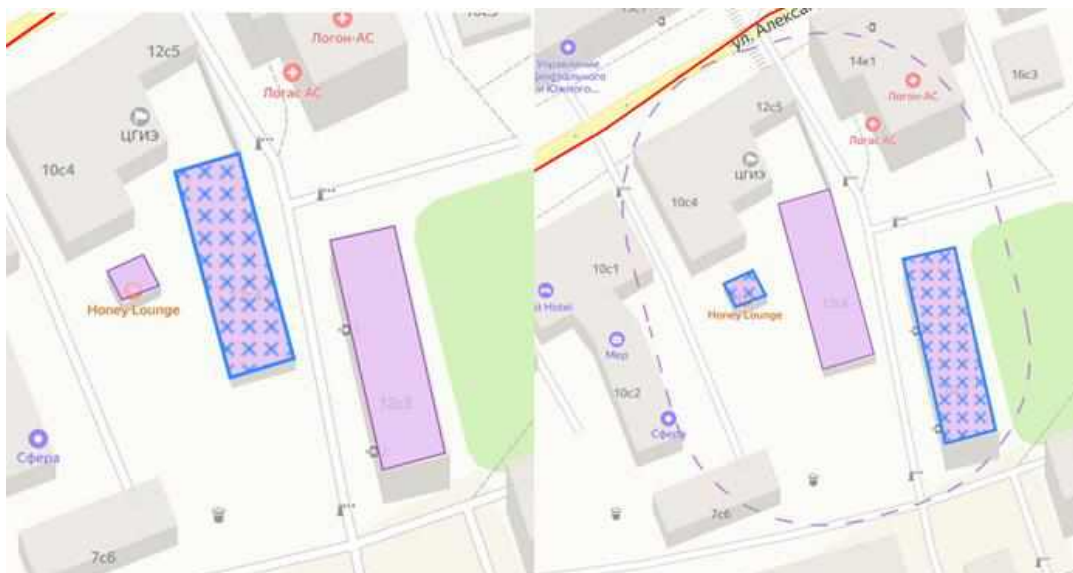 12с5
Логон-АС
Логас АС
ЦГИЭ
10с4
Honey Lounge
12с3
Сфера
7с6
ул. Алекса
Управление
и Южного...
14к1
16с3
Логон-АС
12с5
Логас АС
ЦГИЭ
10с4
10с1
Honey Lounge
Мер
10с2
Сфера
7с6